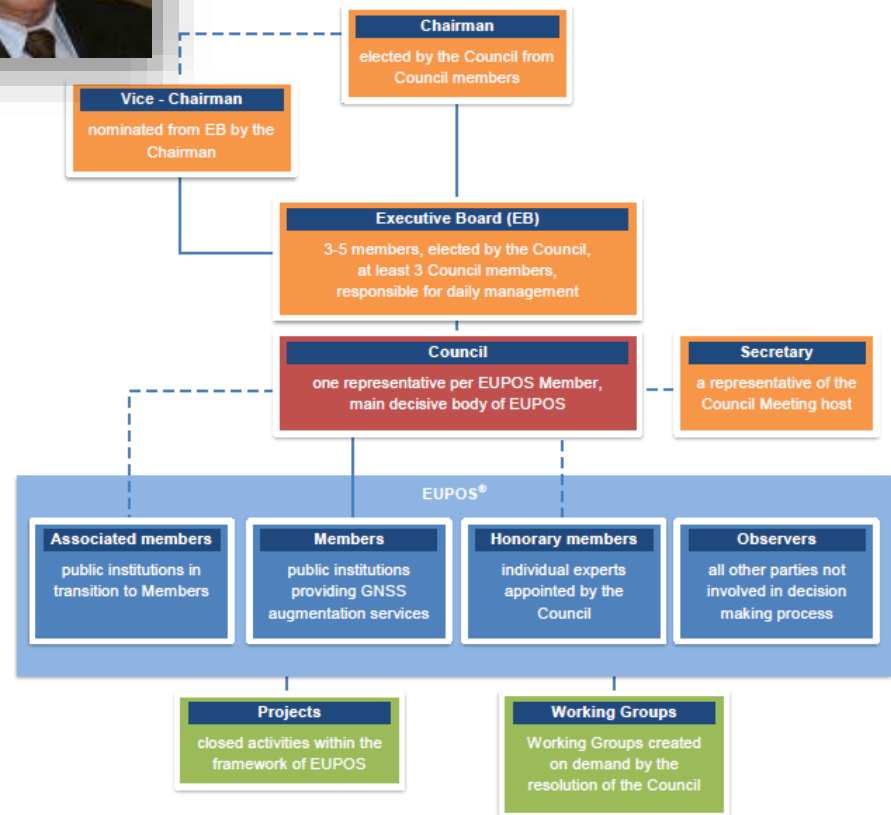 Chairman
elected by the Council from
Council members
Vice - Chairman
nominated from EB by the
Chairman
Executive Board (EB)
3-5 members, elected by the Council,
at least 3 Council members,
responsible for daily management
Council
one representative per EUPOS Member,
main decisive body of EUPOS
Secretary
a representative of the
Council Meeting host
EUPOS®
Associated members
public institutions in
transition to Members
Members
public institutions
providing GNSS
augmentation services
Honorary members
individual experts
appointed by the
Council
Observers
all other parties not
involved in decision
making process
Projects
closed activities within the
framework of EUPOS
Working Groups
Working Groups created
on demand by the
resolution of the Council